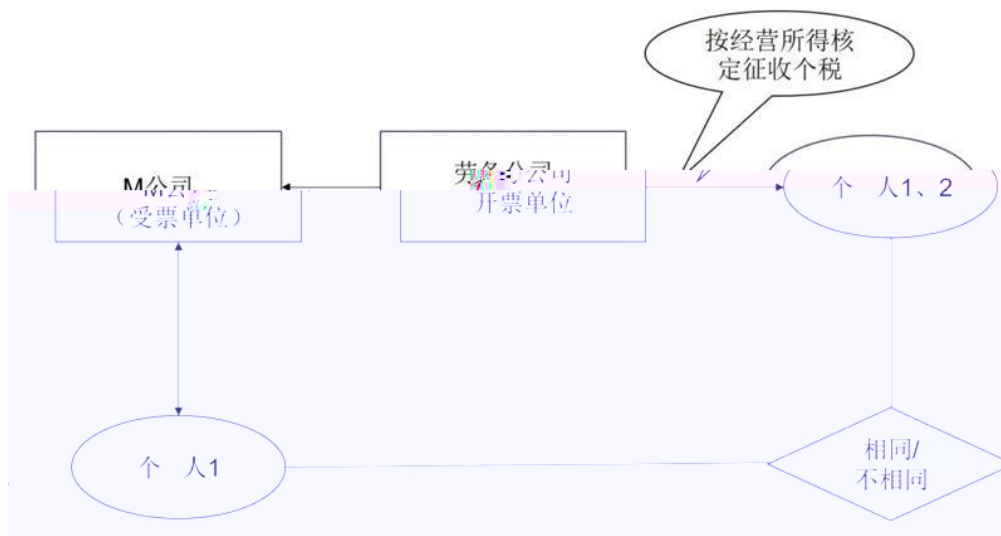 按经营所得核
定征收个税
M公司
（受票单位）
劳务公司
开票单位
个 人1、2
个 人1
相同/
不相同